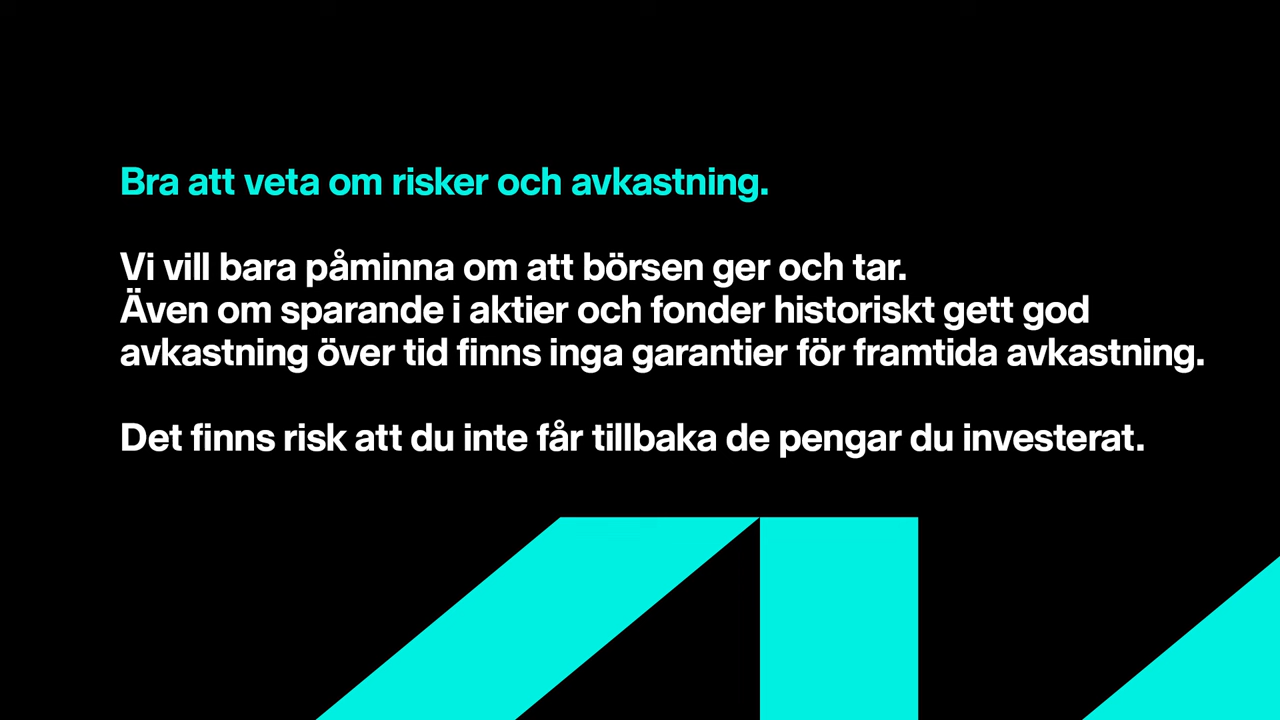 Bra att veta om risker och avkastning.
Vi vill bara påminna om att börsen ger och tar.
Även om sparande i aktier och fonder historiskt gett god
avkastning över tid finns inga garantier för framtida avkastning.
Det finns risk att du inte får tillbaka de pengar du investerat.